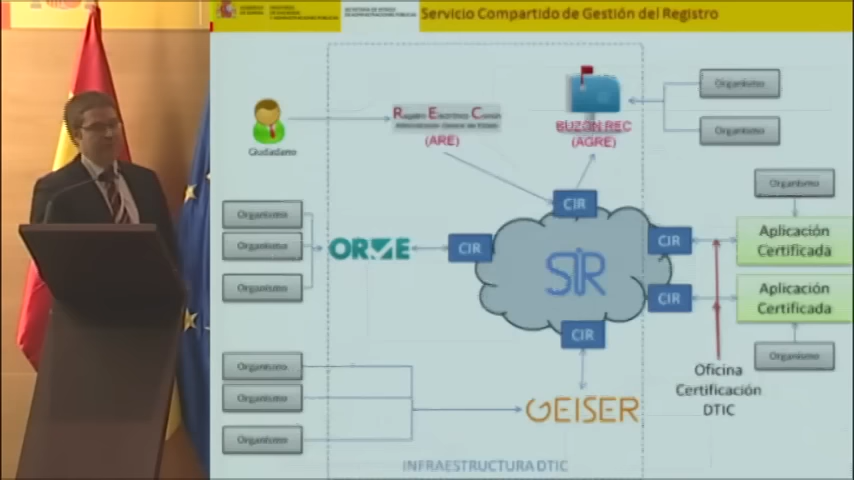 Servicio Compartido de Gestión del Registro
Ciudadano
Registro Electrónico Común
(ARE)
BUZON REC
(AGRE)
Organismo
Organismo
Organismo
Organismo
Organismo
Organismo
ORVE
CIR
CIR
SIR
CIR
CIR
CIR
Aplicación
Certificada
Aplicación
Certificada
Organismo
Organismo
Organismo
Organismo
GEISER
Oficina
Certificación
DTIC
INFRAESTRUCTURA DTIC